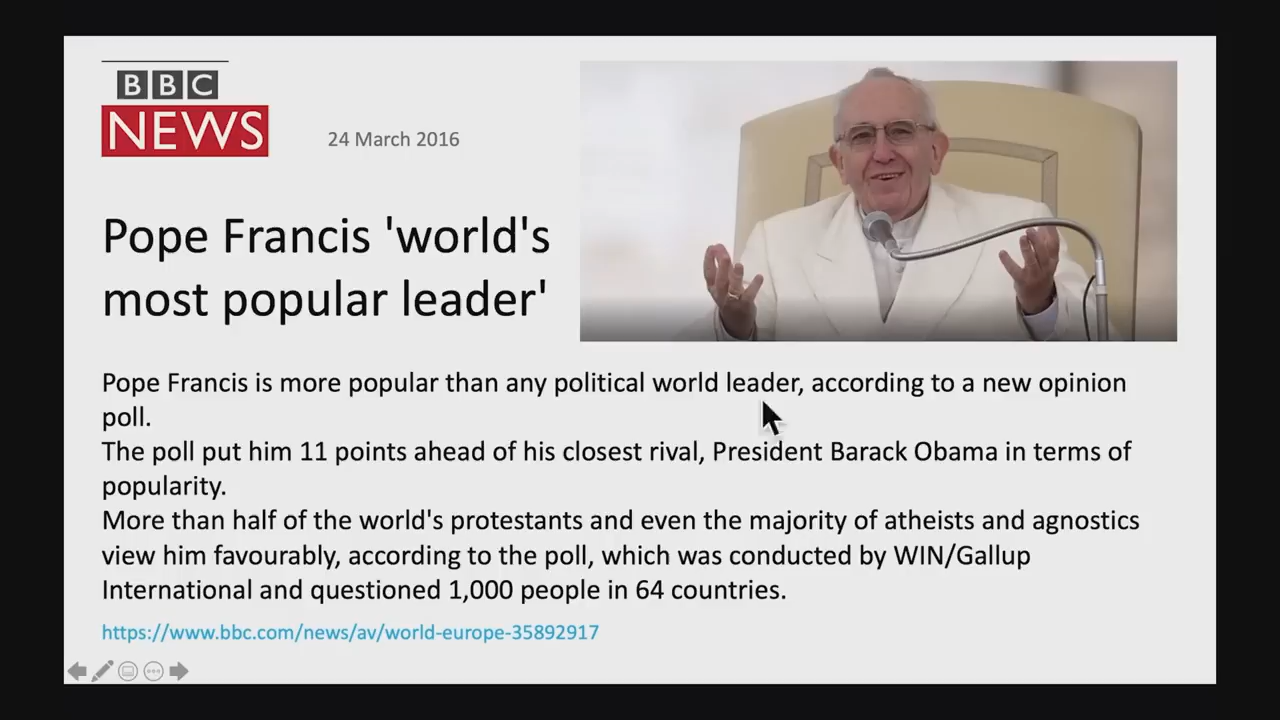 BBC
NEWS
24 March 2016
Pope Francis 'world's
most popular leader'
Pope Francis is more popular than any political world leader, according to a new opinion
poll.
The poll put him 11 points ahead of his closest rival, President Barack Obama in terms of
popularity.
More than half of the world's protestants and even the majority of atheists and agnostics
view him favourably, according to the poll, which was conducted by WIN/Gallup
International and questioned 1,000 people in 64 countries.
https://www.bbc.com/news/av/world-europe-35892917